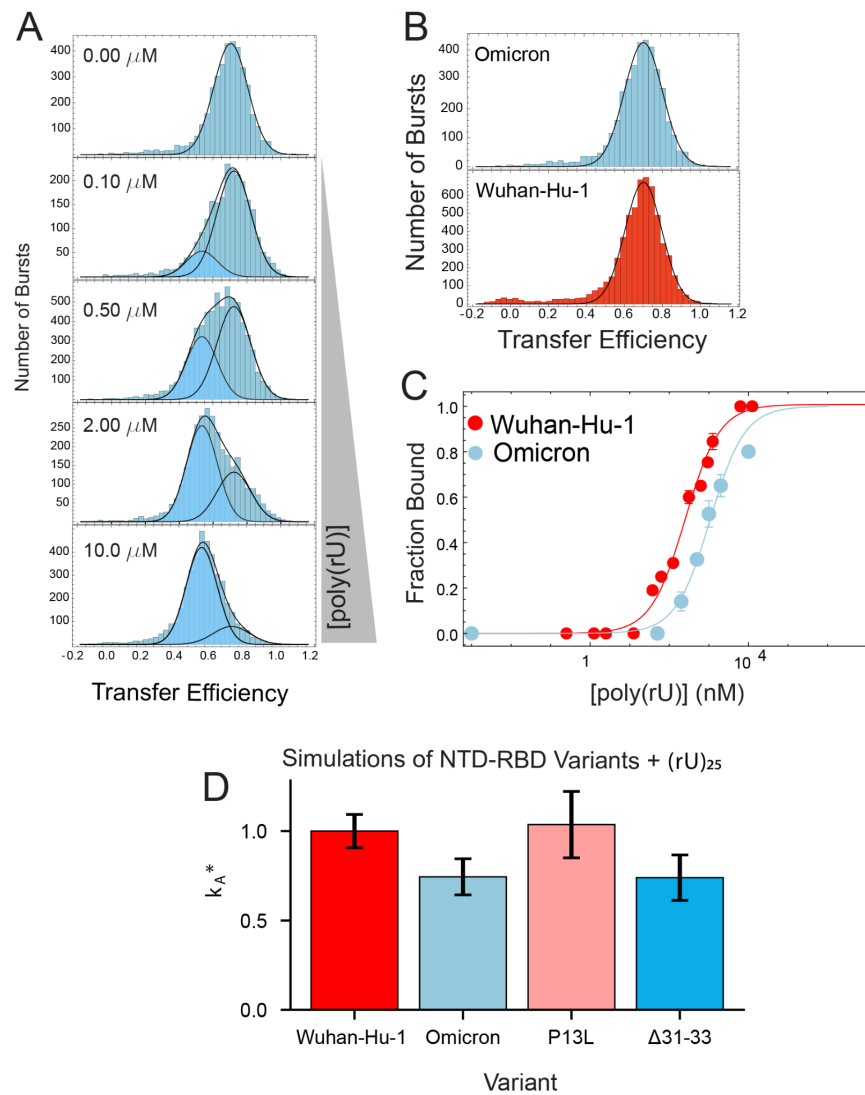 A
0.00 μM
400
300
200
100
0.10 μM
200
150
100
50
0.50 μM
500
400
300
200
100
2.00 μM
250
200
150
100
50
10.0 μM
400
300
200
100
-0.2 0.0 0.2 0.4 0.6 0.8 1.0 1.2
Number of Bursts
Transfer Efficiency
[poly(rU)]
B
Omicron
400
300
200
100
0
Wuhan-Hu-1
600
500
400
300
200
100
0
-0.2 0.0 0.2 0.4 0.6 0.8 1.0 1.2
Number of Bursts
Transfer Efficiency
C
Wuhan-Hu-1
Omicron
1.0
0.8
0.6
0.4
0.2
0.0
Fraction Bound
1 10⁴
[poly(rU)] (nM)
Simulations of NTD-RBD Variants + (rU)₂₅
D
1.0
0.5
0.0
kA*
Wuhan-Hu-1 Omicron P13L Δ31-33
Variant